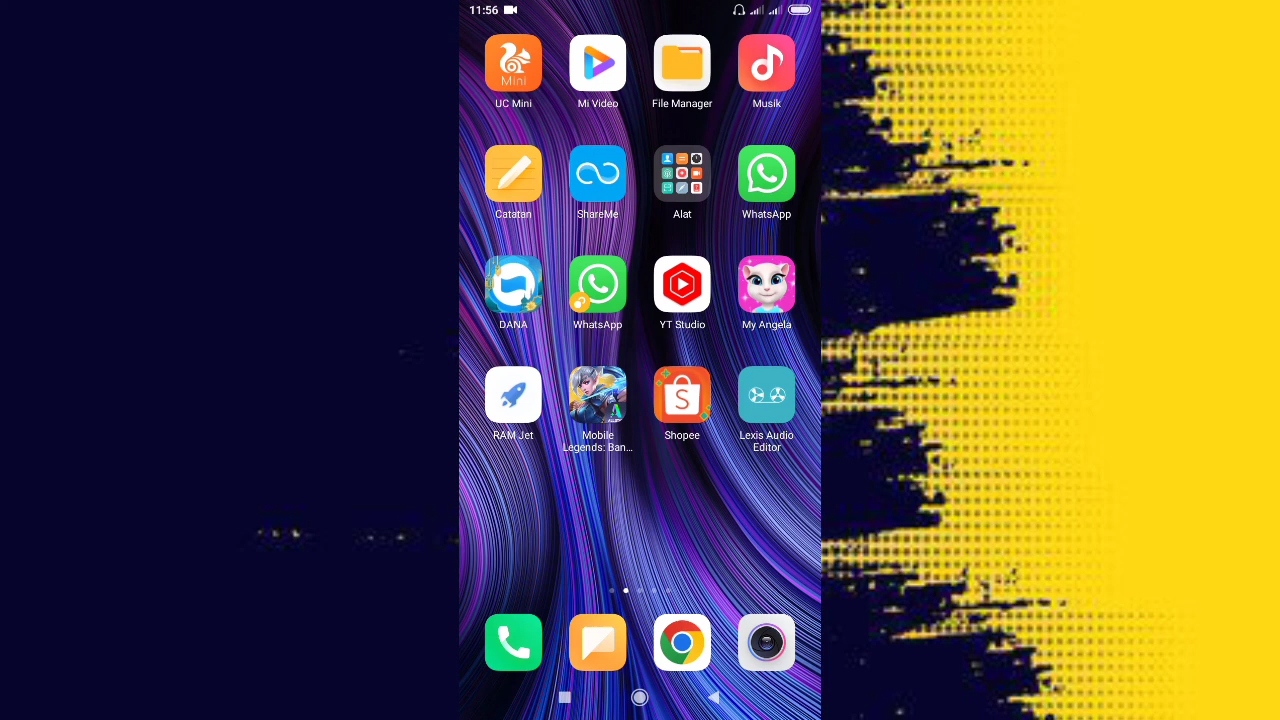 11:56
Mini
UC Mini
Mi Video
File Manager
Musik
Catatan
ShareMe
Alat
WhatsApp
DANA
WhatsApp
YT Studio
My Angela
RAM Jet
Mobile
Legends: Ban...
S
Shopee
Lexis Audio
Editor